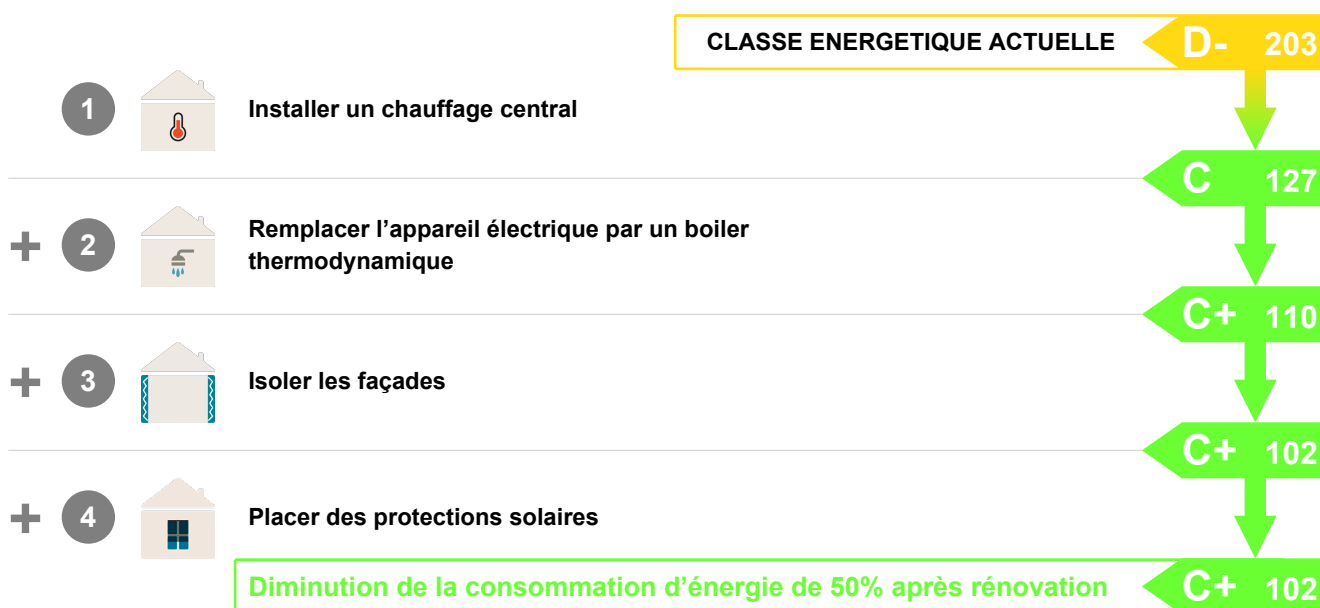 CLASSE ENERGETIQUE ACTUELLE D- 203
1 Installer un chauffage central
C 127
+ 2 Remplacer l’appareil électrique par un boiler
thermodynamique
C+ 110
+ 3 Isoler les façades
C+ 102
+ 4 Placer des protections solaires
Diminution de la consommation d’énergie de 50% après rénovation C+ 102